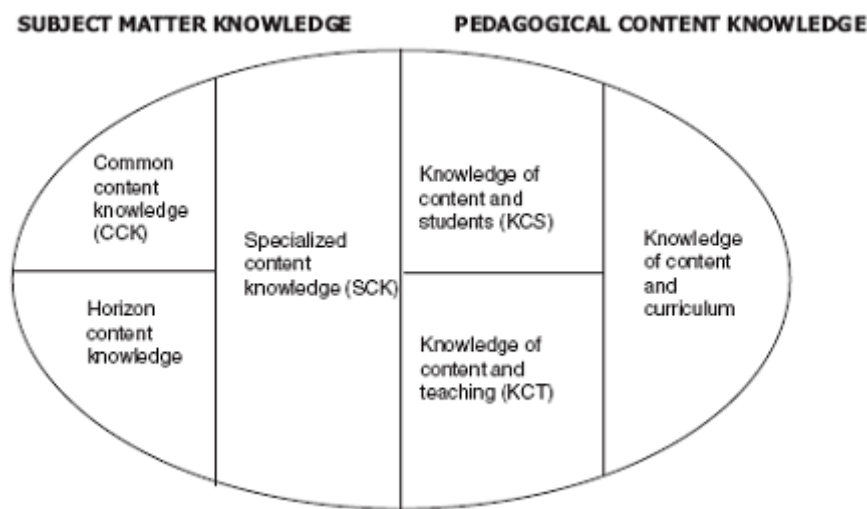 SUBJECT MATTER KNOWLEDGE
PEDAGOGICAL CONTENT KNOWLEDGE
Common
content
knowledge
(CCK)
Horizon
content
knowledge
Specialized
content
knowledge (SCK)
Knowledge of
content and
students (KCS)
Knowledge of
content and
teaching (KCT)
Knowledge
of content
and
curriculum